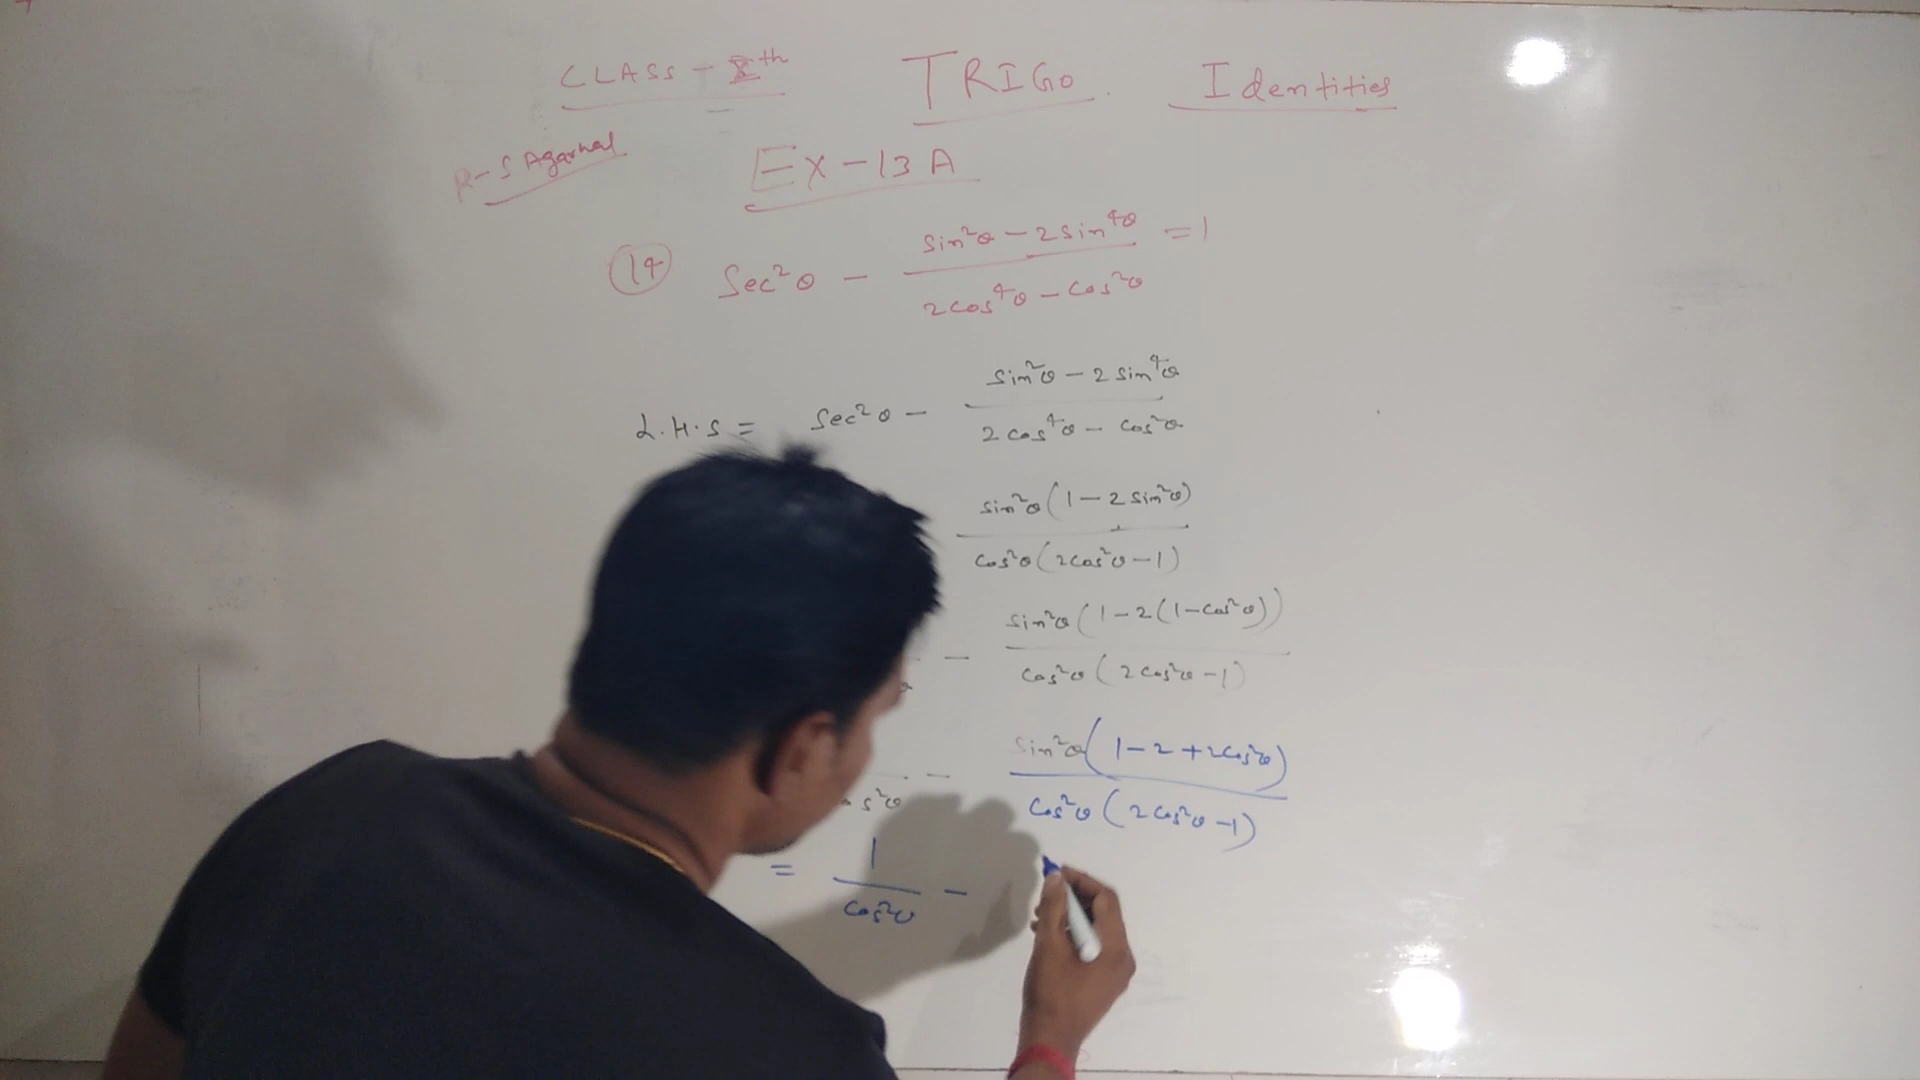 CLASS - Xth TRIGO. Identities
R-S Agarwal
EX-13 A
(14) Sec²θ - (sin²θ - 2sin⁴θ)/(2cos⁴θ - cos²θ) = 1
L.H.S = Sec²θ - (sin²θ - 2sin⁴θ)/(2cos⁴θ - cos²θ)
sin²θ(1 - 2sin²θ)/cos²θ(2cos²θ - 1)
- sin²θ(1 - 2(1 - cos²θ))/cos²θ(2cos²θ - 1)
- sin²θ(1 - 2 + 2cos²θ)/cos²θ(2cos²θ - 1)
= 1/cos²θ -